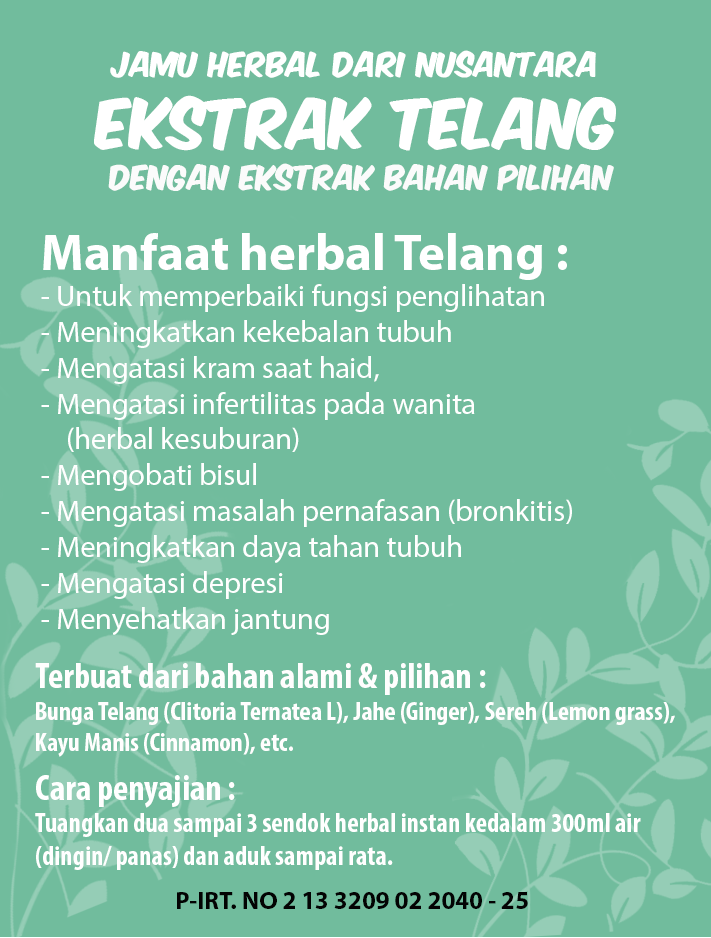 JAMU HERBAL DARI NUSANTARA
EKSTRAK TELANG
DENGAN EKSTRAK BAHAN PILIHAN
Manfaat herbal Telang :
- Untuk memperbaiki fungsi penglihatan
- Meningkatkan kekebalan tubuh
- Mengatasi kram saat haid,
- Mengatasi infertilitas pada wanita
(herbal kesuburan)
- Mengobati bisul
- Mengatasi masalah pernafasan (bronkitis)
- Meningkatkan daya tahan tubuh
- Mengatasi depresi
- Menyehatkan jantung
Terbuat dari bahan alami & pilihan :
Bunga Telang (Clitoria Ternatea L), Jahe (Ginger), Sereh (Lemon grass),
Kayu Manis (Cinnamon), etc.
Cara penyajian :
Tuangkan dua sampai 3 sendok herbal instan kedalam 300ml air
(dingin/ panas) dan aduk sampai rata.
P-IRT. NO 2 13 3209 02 2040 - 25